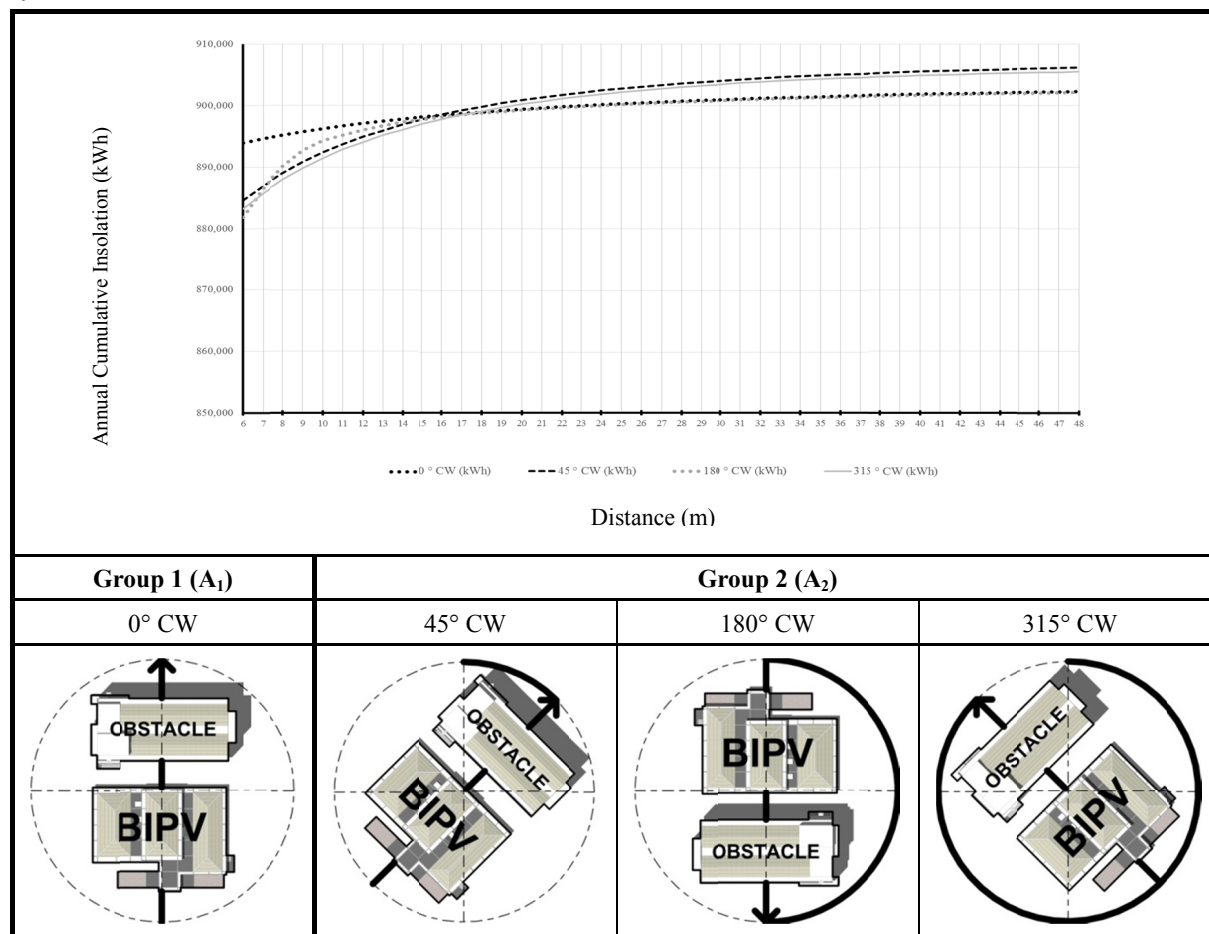 910,000
900,000
890,000
880,000
870,000
860,000
850,000
Annual Cumulative Insolation (kWh)
6 7 8 9 10 11 12 13 14 15 16 17 18 19 20 21 22 23 24 25 26 27 28 29 30 31 32 33 34 35 36 37 38 39 40 41 42 43 44 45 46 47 48
0 ° CW (kWh) 45 ° CW (kWh) 180 ° CW (kWh) 315 ° CW (kWh)
Distance (m)
Group 1 (A₁) Group 2 (A₂)
0° CW 45° CW 180° CW 315° CW
OBSTACLE
BIPV
OBSTACLE
BIPV
BIPV
OBSTACLE
OBSTACLE
BIPV